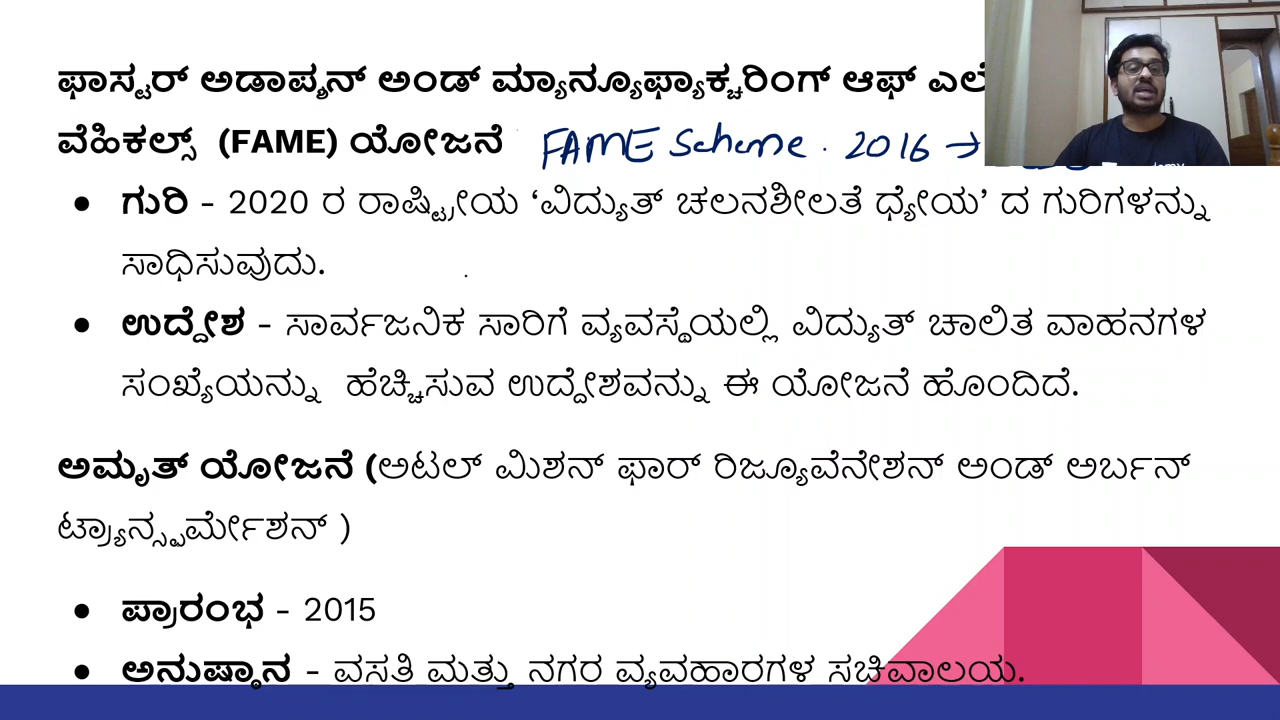 ಫಾಸ್ಟರ್ ಅಡಾಪ್ಶನ್ ಅಂಡ್ ಮ್ಯಾನ್ಯೂಫ್ಯಾಕ್ಚರಿಂಗ್ ಆಫ್
ವೆಹಿಕಲ್ಸ್ (FAME) ಯೋಜನೆ FAME Scheme. 2016 →
● ಗುರಿ - 2020 ರ ರಾಷ್ಟ್ರೀಯ ‘ವಿದ್ಯುತ್ ಚಲನಶೀಲತೆ ಧ್ಯೇಯ’ ದ ಗುರಿಗಳನ್ನು
ಸಾಧಿಸುವುದು.
● ಉದ್ದೇಶ - ಸಾರ್ವಜನಿಕ ಸಾರಿಗೆ ವ್ಯವಸ್ಥೆಯಲ್ಲಿ ವಿದ್ಯುತ್ ಚಾಲಿತ ವಾಹನಗಳ
ಸಂಖ್ಯೆಯನ್ನು ಹೆಚ್ಚಿಸುವ ಉದ್ದೇಶವನ್ನು ಈ ಯೋಜನೆ ಹೊಂದಿದೆ.
ಅಮೃತ್ ಯೋಜನೆ (ಅಟಲ್ ಮಿಶನ್ ಫಾರ್ ರಿಜ್ಯೂವೆನೇಶನ್ ಅಂಡ್ ಅರ್ಬನ್
ಟ್ರ್ಯಾನ್ಸ್ಫರ್ಮೇಶನ್ )
● ಪ್ರಾರಂಭ - 2015
● ಅನುಷ್ಠಾನ - ವಸತಿ ಮತ್ತು ನಗರ ವ್ಯವಹಾರಗಳ ಸಚಿವಾಲಯ.